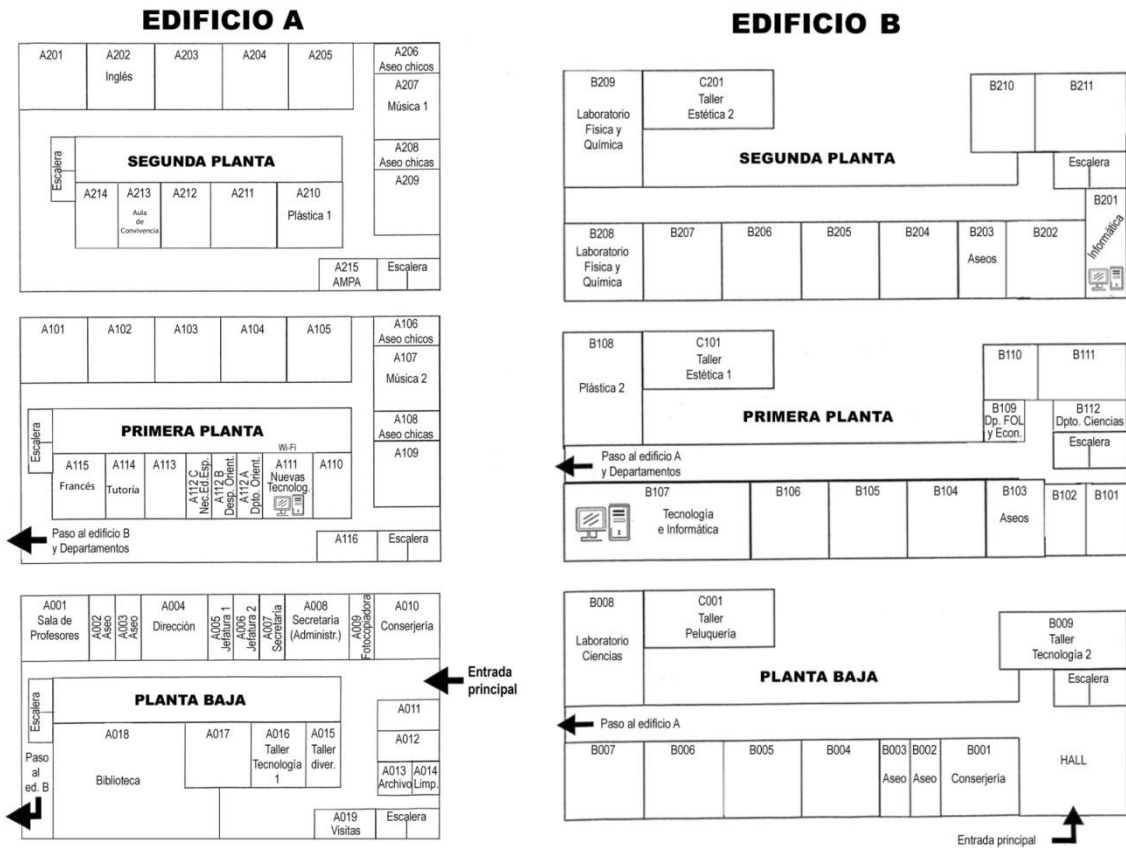 EDIFICIO A
A201
A202
Inglés
A203
A204
A205
A206
Aseo chicos
A207
Música 1
A208
Aseo chicas
A209
Escalera
SEGUNDA PLANTA
A214
A213
Aula
de
Convivencia
A212
A211
A210
Plástica 1
A215
AMPA
Escalera
A101
A102
A103
A104
A105
A106
Aseo chicos
A107
Música 2
A108
Aseo chicas
A109
Escalera
PRIMERA PLANTA
Wi-Fi
A115
Francés
A114
Tutoría
A113
A112 C
Nec.Ed.Esp.
A112 B
Desp. Orient.
A112 A
Dpto. Orient.
A111
Nuevas
Tecnolog.
A110
Paso al edificio B
y Departamentos
A116
Escalera
A001
Sala de
Profesores
A002
Aseo
A003
Aseo
A004
Dirección
A005
Jefatura 1
A006
Jefatura 2
A007
Secretaría
A008
Secretaría
(Administr.)
A009
Fotocopiadora
A010
Conserjería
Entrada
principal
Escalera
PLANTA BAJA
A018
Biblioteca
A017
A016
Taller
Tecnología
1
A015
Taller
diver.
A011
A012
A013
Archivo
A014
Limp.
Paso
al
ed. B
A019
Visitas
Escalera
EDIFICIO B
B209
Laboratorio
Física y
Química
C201
Taller
Estética 2
B210
B211
SEGUNDA PLANTA
Escalera
B201
Informática
B208
Laboratorio
Física y
Química
B207
B206
B205
B204
B203
Aseos
B202
B108
Plástica 2
C101
Taller
Estética 1
B110
B111
PRIMERA PLANTA
B109
Dp. FOL
y Econ.
B112
Dpto. Ciencias
Escalera
Paso al edificio A
y Departamentos
B107
Tecnología
e Informática
B106
B105
B104
B103
Aseos
B102
B101
B008
Laboratorio
Ciencias
C001
Taller
Peluquería
B009
Taller
Tecnología 2
PLANTA BAJA
Escalera
Paso al edificio A
B007
B006
B005
B004
B003
Aseo
B002
Aseo
B001
Conserjería
HALL
Entrada principal